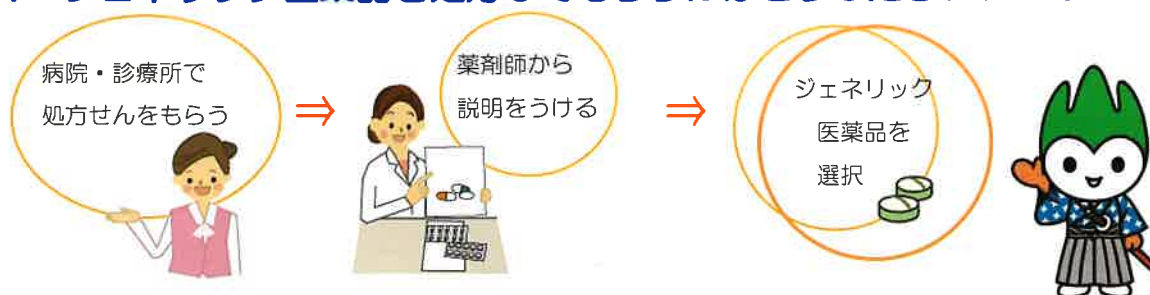 病院・診療所で
処方せんをもらう
⇒
薬剤師から
説明をうける
⇒
ジェネリック
医薬品を
選択